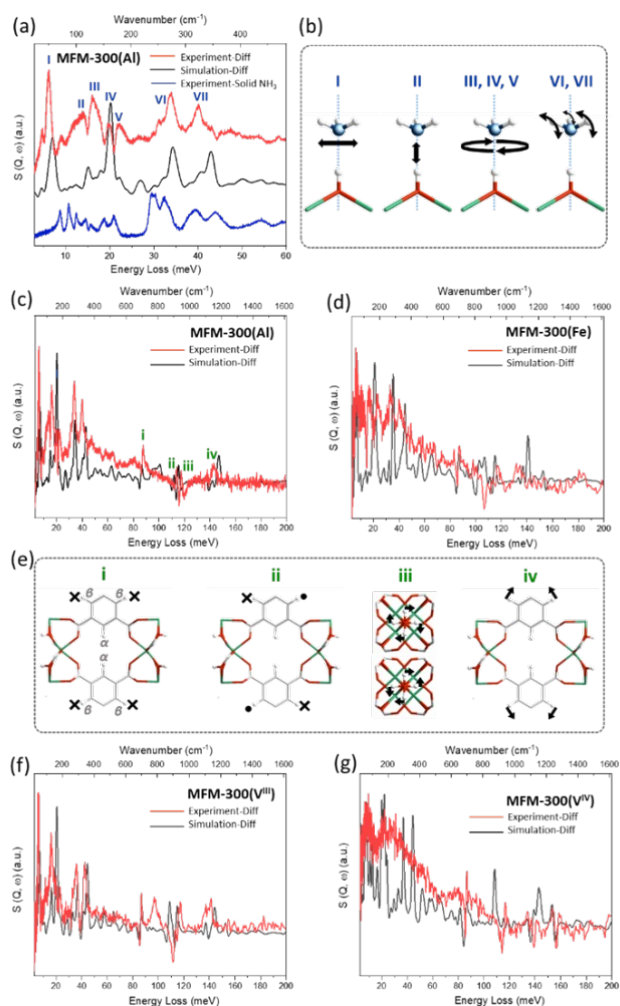 (a)
Wavenumber (cm⁻¹)
0 100 200 300 400
MFM-300(Al)
Experiment-Diff
Simulation-Diff
Experiment-Solid NH₃
I
II
III
IV
V
VI
VII
S (Q, ω) (a.u.)
10 20 30 40 50 60
Energy Loss (meV)
(b)
I II III, IV, V VI, VII
(c)
Wavenumber cm⁻¹
0 200 400 600 800 1000 1200 1400 1600
MFM-300(Al)
Experiment-Diff
Simulation-Diff
i
ii
iii
iv
S (Q, ω) (a.u.)
20 40 60 80 100 120 140 160 180 200
Energy Loss (meV)
(d)
Wavenumber cm⁻¹
0 200 400 600 800 1000 1200 1400 1600
MFM-300(Fe)
Experiment-Diff
Simulation-Diff
S (Q, ω) (a.u.)
20 40 60 80 100 120 140 160 180 200
Energy Loss (meV)
(e)
i ii iii iv
β β
α
α
β β
(f)
Wavenumber cm⁻¹
0 200 400 600 800 1000 1200 1400 1600
MFM-300(Vᴵᴵᴵ)
Experiment-Diff
Simulation-Diff
S (Q, ω) (a.u.)
20 40 60 80 100 120 140 160 180 200
Energy Loss (meV)
(g)
Wavenumber cm⁻¹
0 200 400 600 800 1000 1200 1400 1600
MFM-300(Vᴵⱽ)
Experiment-Diff
Simulation-Diff
S (Q, ω) (a.u.)
20 40 60 80 100 120 140 160 180 200
Energy Loss (meV)